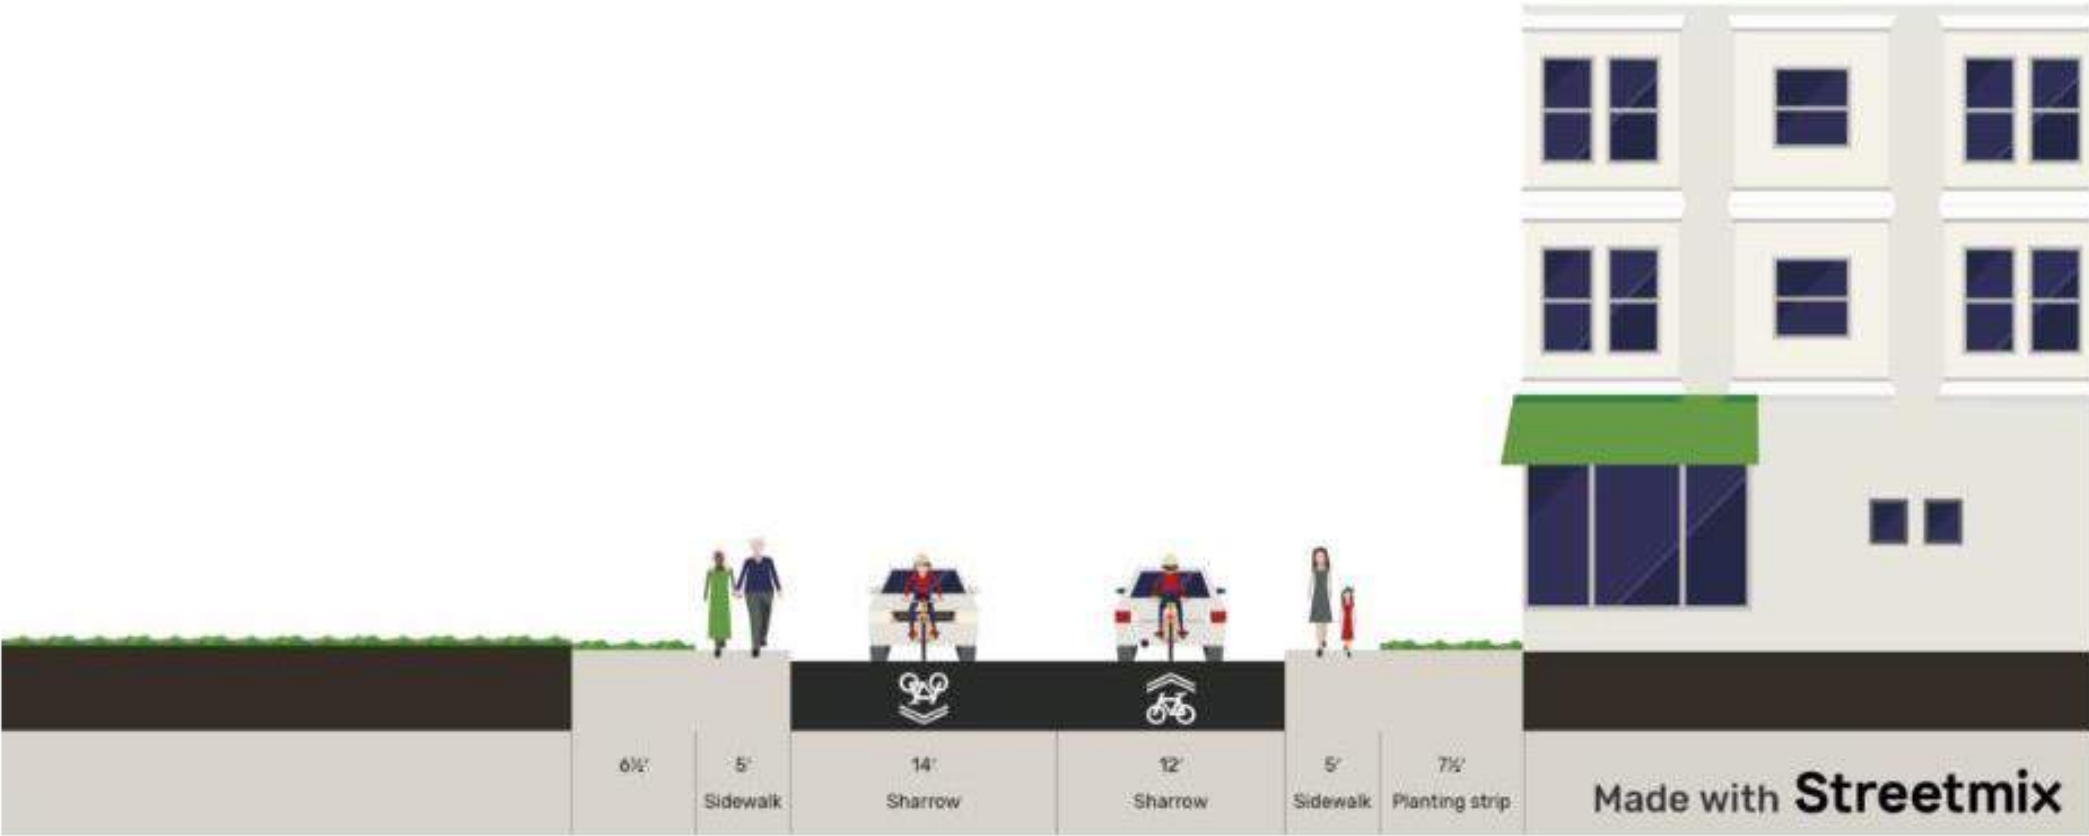 6½'
5'
Sidewalk
14'
Sharrow
12'
Sharrow
5'
Sidewalk
7½'
Planting strip
Made with Streetmix